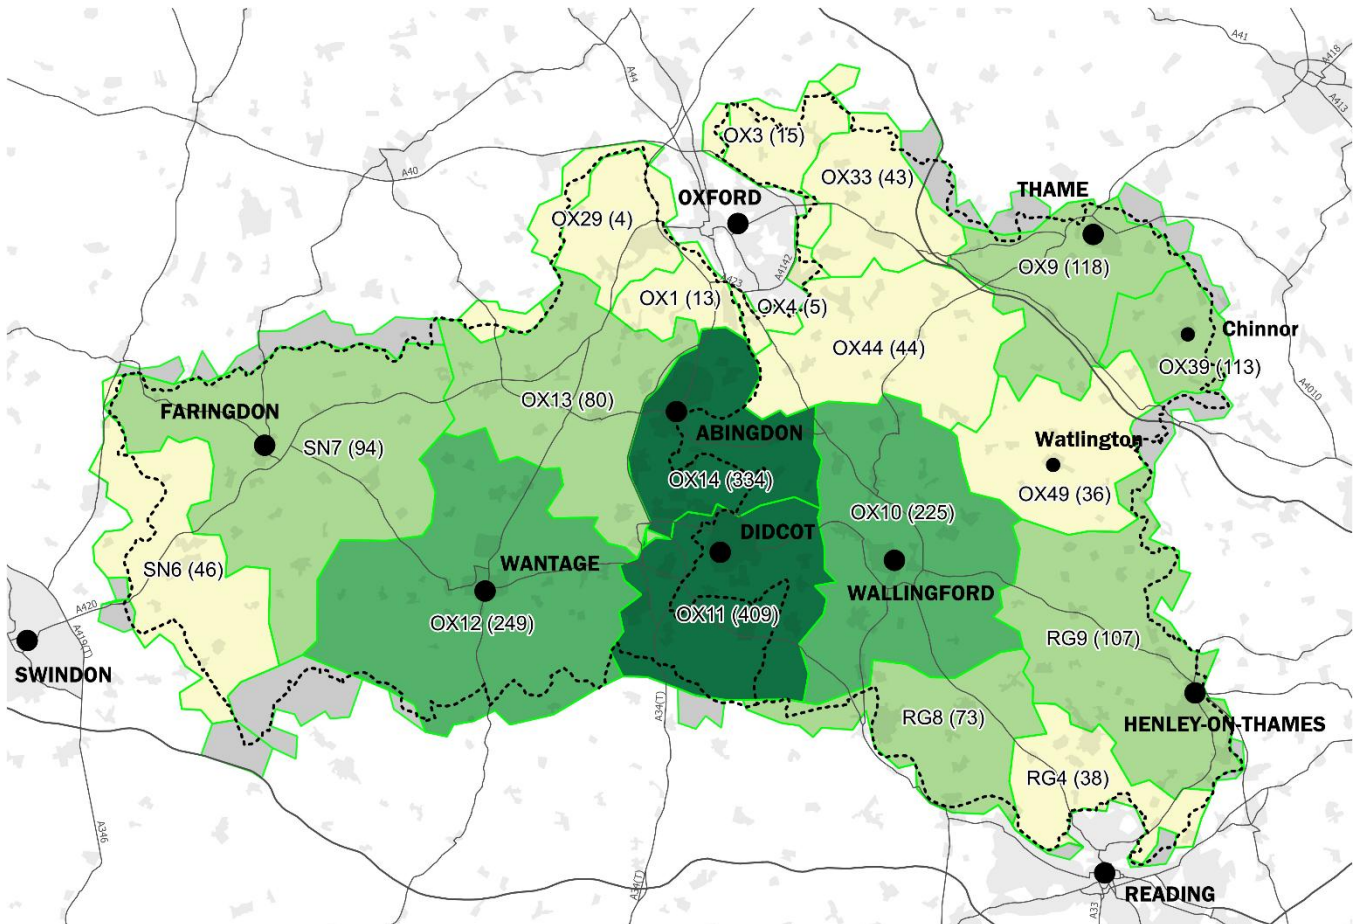 A41
A418
A44
A413
OX3 (15)
A40
OX33 (43)
THAME
OXFORD
OX29 (4)
OX9 (118)
A4142
A423
OX1 (13)
OX4 (5)
Chinnor
OX44 (44)
OX39 (113)
A4010
OX13 (80)
FARINGDON
ABINGDON
SN7 (94)
Watlington
OX14 (334)
OX49 (36)
OX10 (225)
DIDCOT
WANTAGE
SN6 (46)
WALLINGFORD
A420
OX11 (409)
OX12 (249)
A419(T)
RG9 (107)
SWINDON
A34(T)
RG8 (73)
HENLEY-ON-THAMES
RG4 (38)
A346
A34(T)
READING
A33